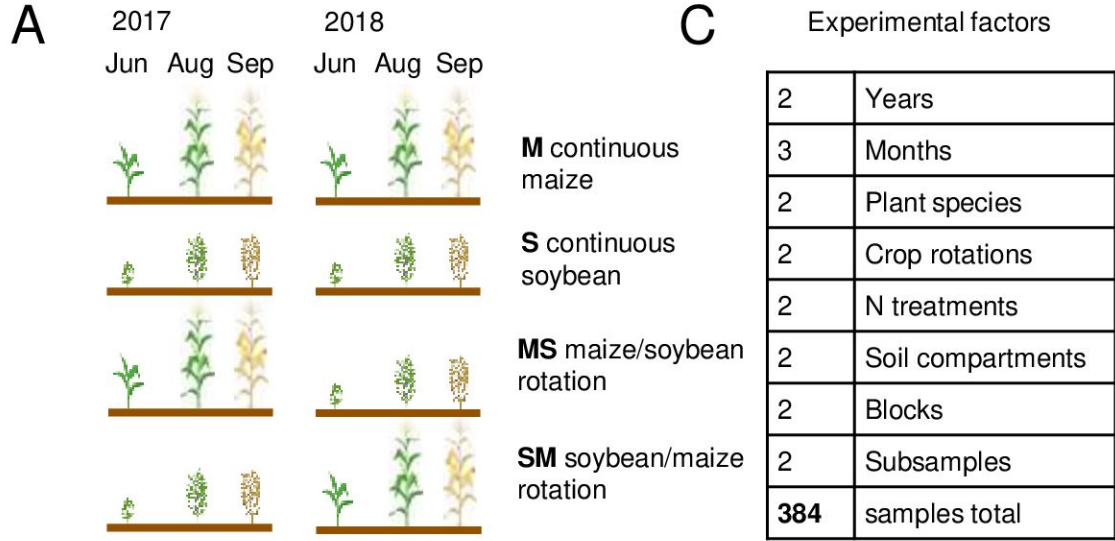 A
2017 2018
Jun Aug Sep Jun Aug Sep
M continuous
maize
S continuous
soybean
MS maize/soybean
rotation
SM soybean/maize
rotation
C
Experimental factors
2 Years
3 Months
2 Plant species
2 Crop rotations
2 N treatments
2 Soil compartments
2 Blocks
2 Subsamples
384 samples total